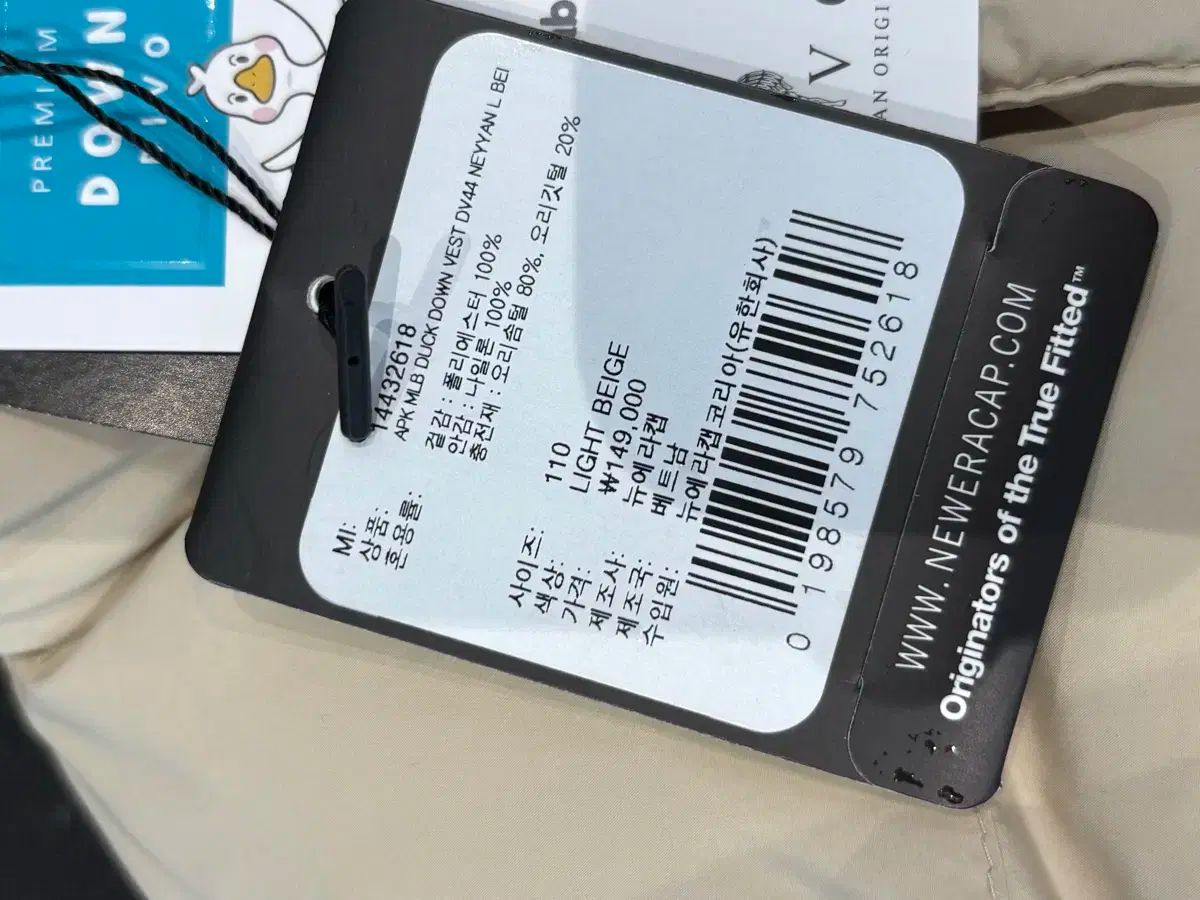 MI: 14432618
상품: APK MLB DUCK DOWN VEST DV44 NEYYAN L BEI
혼용률: 겉감 : 폴리에스터 100%
안감 : 나일론 100%
충전재 : 오리솜털 80%, 오리깃털 20%
사이즈: 110
색상: LIGHT BEIGE
가격: ₩149,000
제조사: 뉴에라캡
제조국: 베트남
수입원: 뉴에라캡코리아(유한회사)
0 198579 752618
WWW.NEWERACAP.COM
Originators of the True Fitted™
PREMIUM
DOWN
AN ORIGI